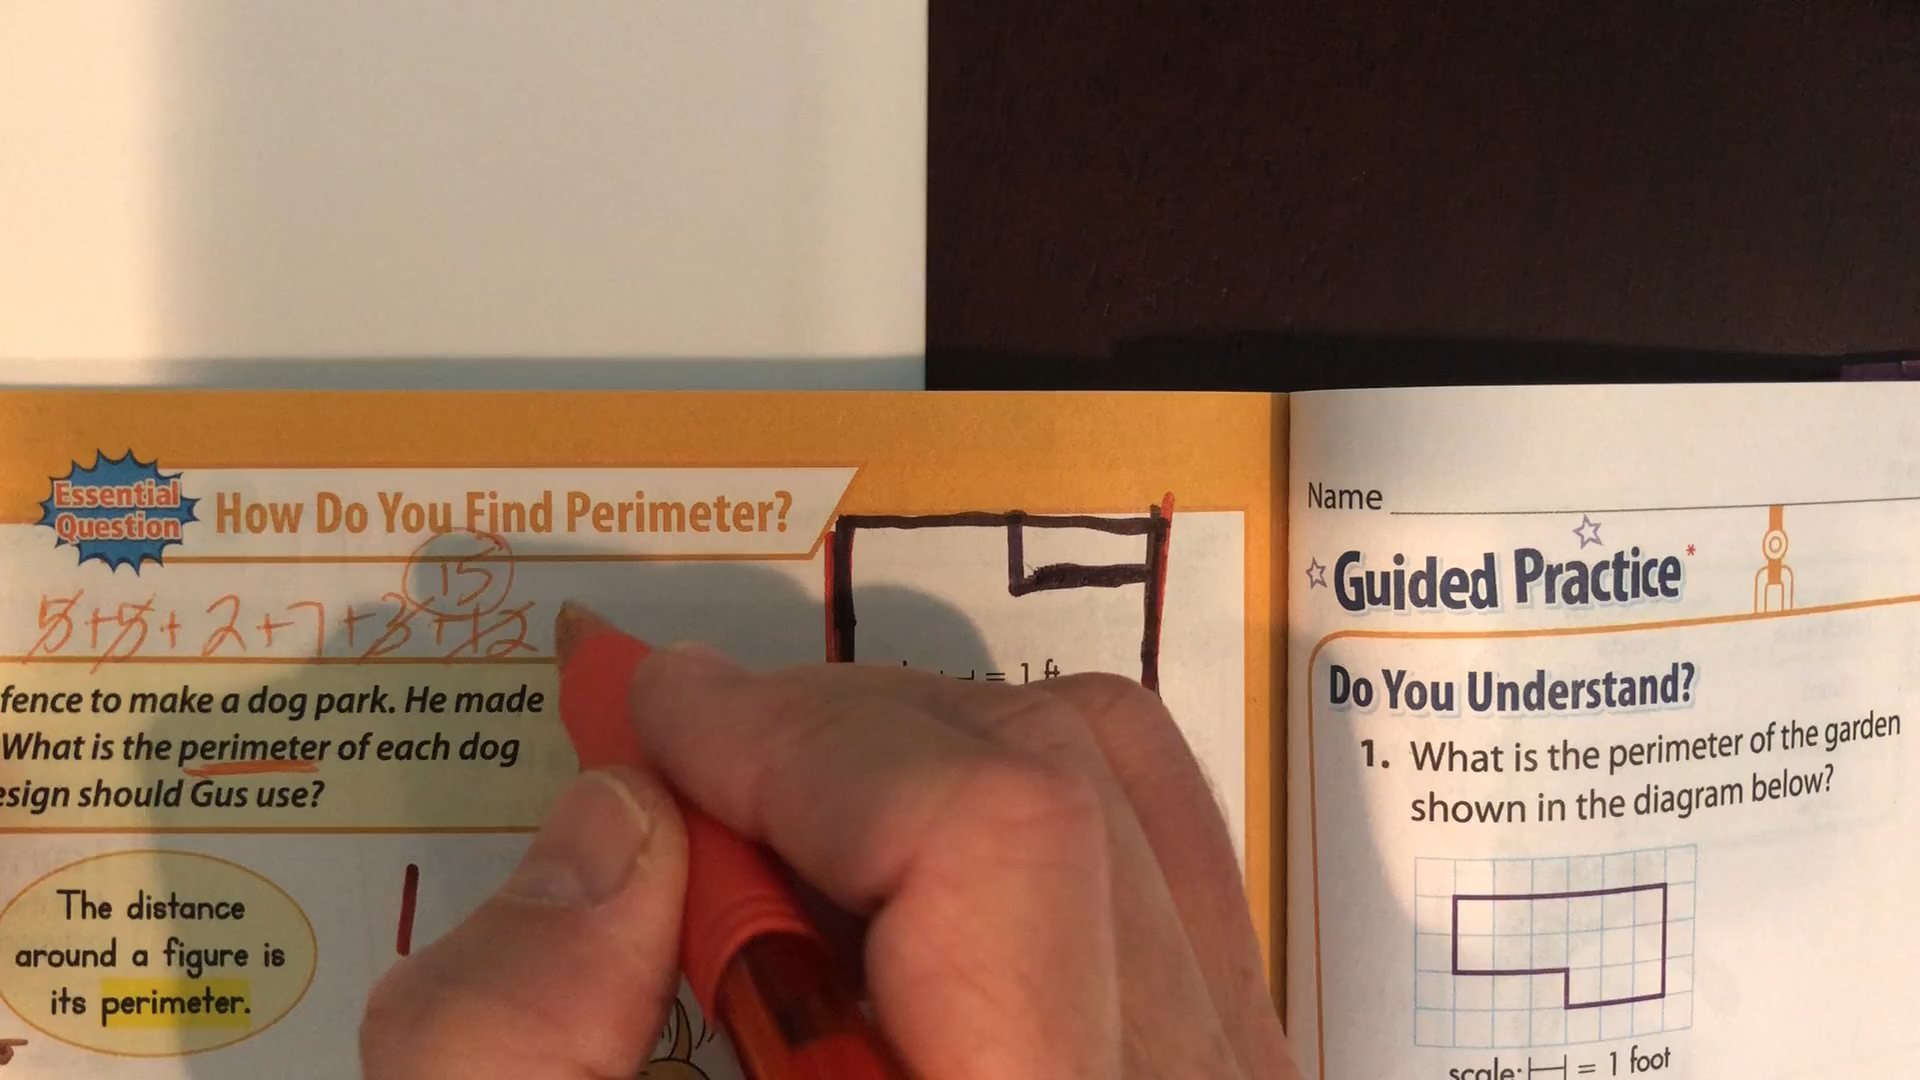 Essential
Question
How Do You Find Perimeter?
15
5+5+2+7+3+12
fence to make a dog park. He made
What is the perimeter of each dog
esign should Gus use?
The distance
around a figure is
its perimeter.
= 1 ft
Name
Guided Practice*
Do You Understand?
1. What is the perimeter of the garden
shown in the diagram below?
scale: = 1 foot